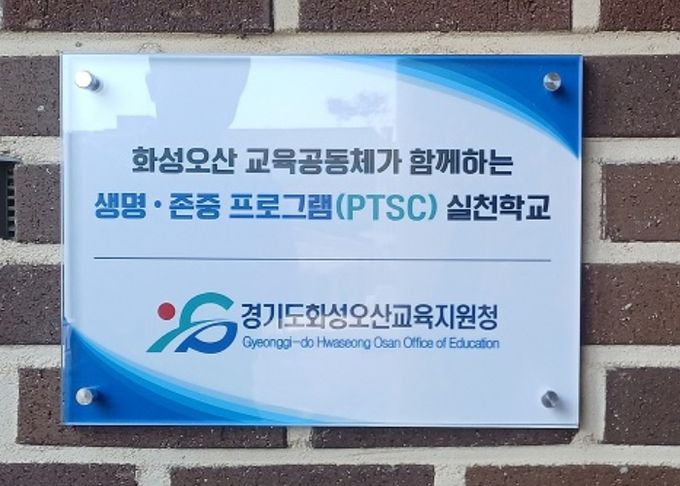 화성오산 교육공동체가 함께하는
생명·존중 프로그램(PTSC) 실천학교
경기도화성오산교육지원청
Gyeonggi-do Hwaseong Osan Office of Education